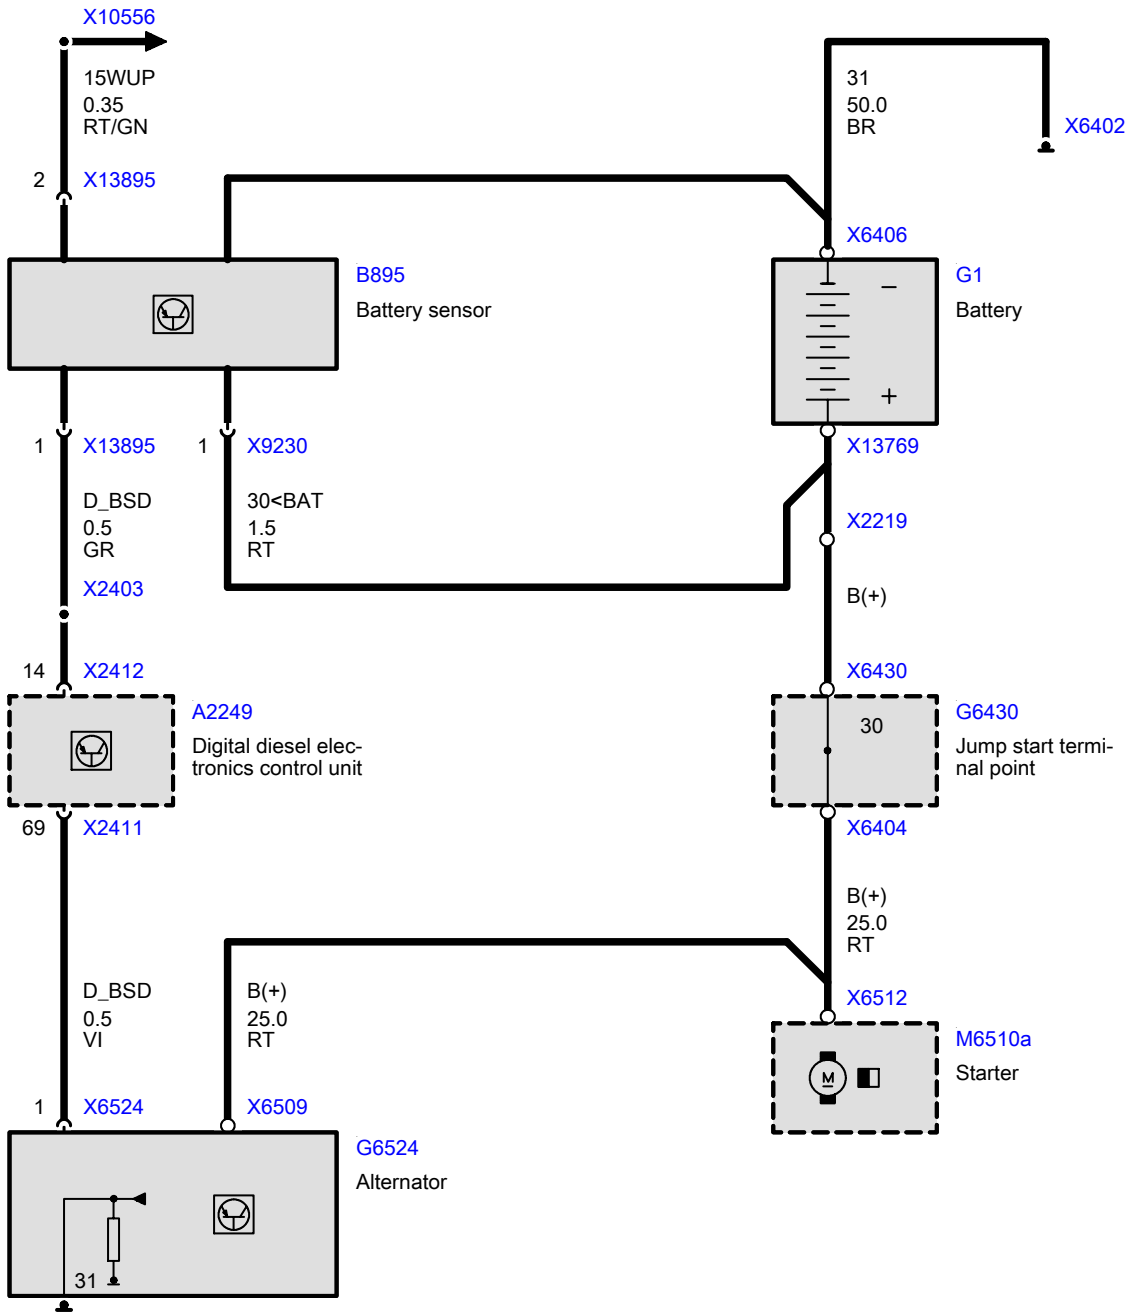 X10556
15WUP
0.35
RT/GN
31
50.0
BR
X6402
2
X13895
X6406
B895
Battery sensor
G1
Battery
−
+
1
X13895
1
X9230
X13769
D_BSD
0.5
GR
30<BAT
1.5
RT
X2219
X2403
B(+)
14
X2412
X6430
A2249
Digital diesel elec-
tronics control unit
30
G6430
Jump start termi-
nal point
69
X2411
X6404
B(+)
25.0
RT
D_BSD
0.5
VI
B(+)
25.0
RT
X6512
M6510a
Starter
M
1
X6524
X6509
G6524
Alternator
31